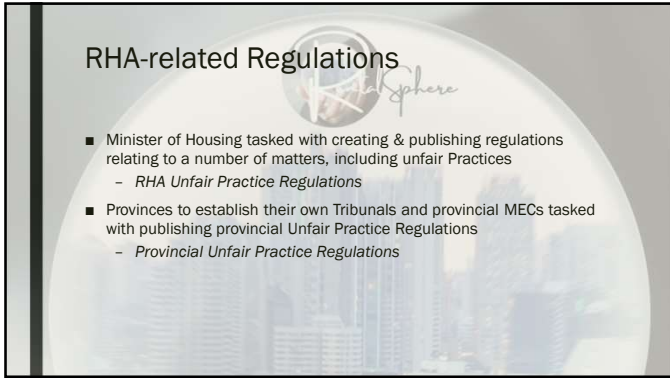 RHA-related Regulations
RentalSphere
■ Minister of Housing tasked with creating & publishing regulations
relating to a number of matters, including unfair Practices
– RHA Unfair Practice Regulations
■ Provinces to establish their own Tribunals and provincial MECs tasked
with publishing provincial Unfair Practice Regulations
– Provincial Unfair Practice Regulations